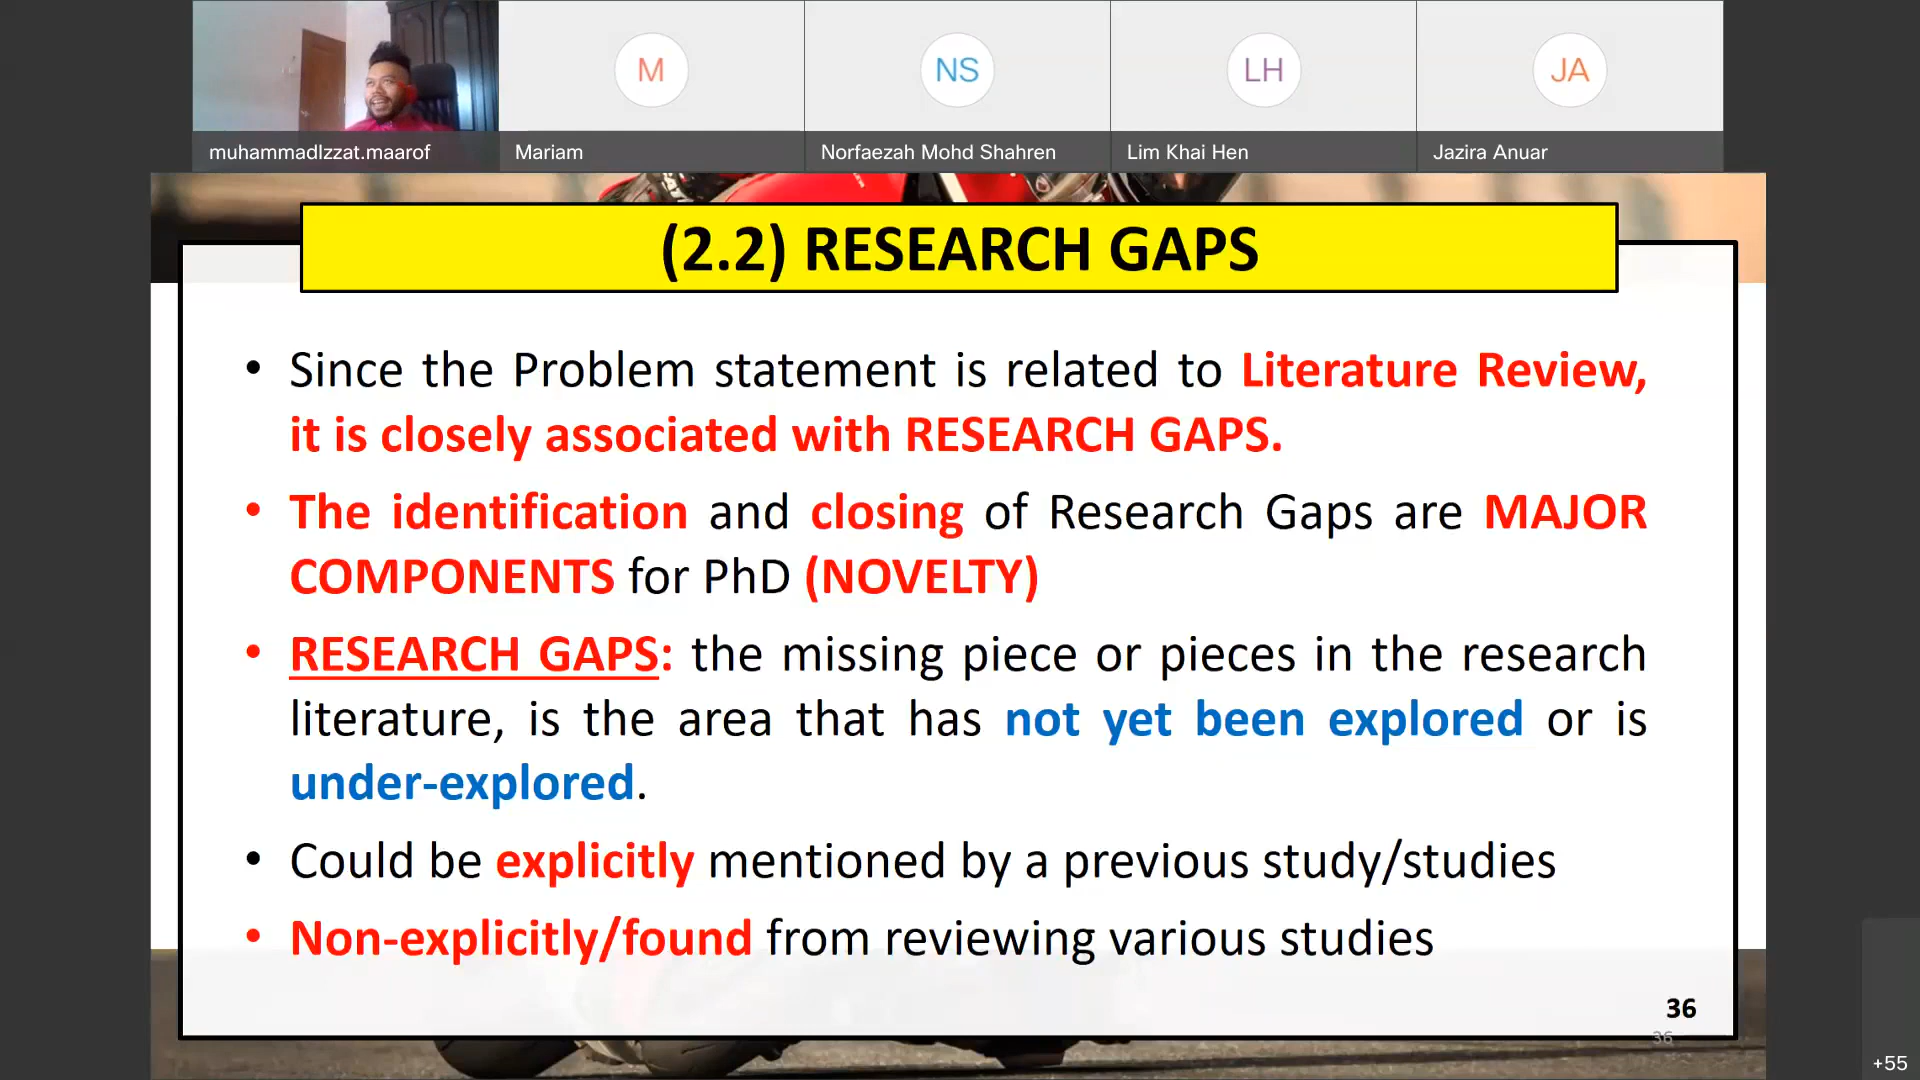 M
NS
LH
JA
muhammadIzzat.maarof
Mariam
Norfaezah Mohd Shahren
Lim Khai Hen
Jazira Anuar
(2.2) RESEARCH GAPS
• Since the Problem statement is related to Literature Review,
it is closely associated with RESEARCH GAPS.
• The identification and closing of Research Gaps are MAJOR
COMPONENTS for PhD (NOVELTY)
• RESEARCH GAPS: the missing piece or pieces in the research
literature, is the area that has not yet been explored or is
under-explored.
• Could be explicitly mentioned by a previous study/studies
• Non-explicitly/found from reviewing various studies
36
36
+55